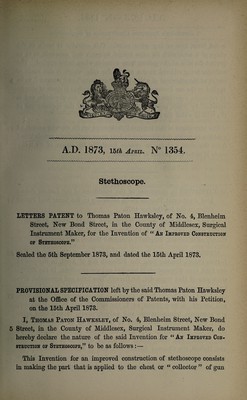 A.D. 1873, 15th APRIL. N° 1354.
Stethoscope.
LETTERS PATENT to Thomas Paton Hawksley, of No. 4, Blenheim
Street, New Bond Street, in the County of Middlesex, Surgical
Instrument Maker, for the Invention of "AN IMPROVED CONSTRUCTION
OF STETHOSCOPE."
Sealed the 5th September 1873, and dated the 15th April 1873.
PROVISIONAL SPECIFICATION left by the said Thomas Paton Hawksley
at the Office of the Commissioners of Patents, with his Petition,
on the 15th April 1873.
I, THOMAS PATON HAWKSLEY, of No. 4, Blenheim Street, New Bond
5 Street, in the County of Middlesex, Surgical Instrument Maker, do
hereby declare the nature of the said Invention for "AN IMPROVED CON-
STRUCTION OF STETHOSCOPE," to be as follows:—
This Invention for an improved construction of stethoscope consists
in making the part that is applied to the chest or "collector" of gun